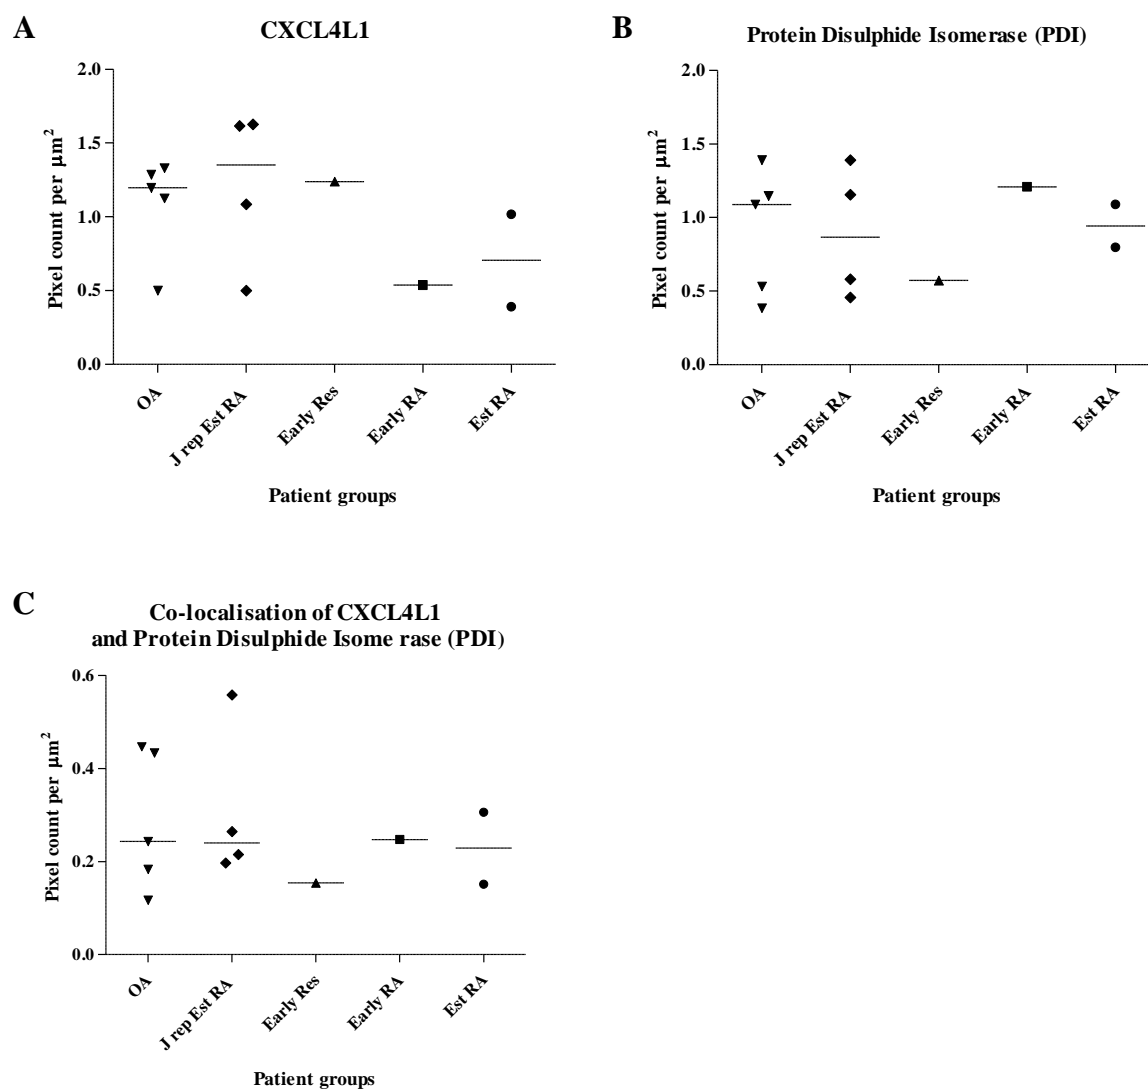 A
CXCL4L1
Pixel count per µm²
2.0
1.5
1.0
0.5
0.0
OA
J rep Est RA
Early Res
Early RA
Est RA
Patient groups
B
Protein Disulphide Isomerase (PDI)
Pixel count per µm²
2.0
1.5
1.0
0.5
0.0
OA
J rep Est RA
Early Res
Early RA
Est RA
Patient groups
C
Co-localisation of CXCL4L1
and Protein Disulphide Isome rase (PDI)
Pixel count per µm²
0.6
0.4
0.2
0.0
OA
J rep Est RA
Early Res
Early RA
Est RA
Patient groups